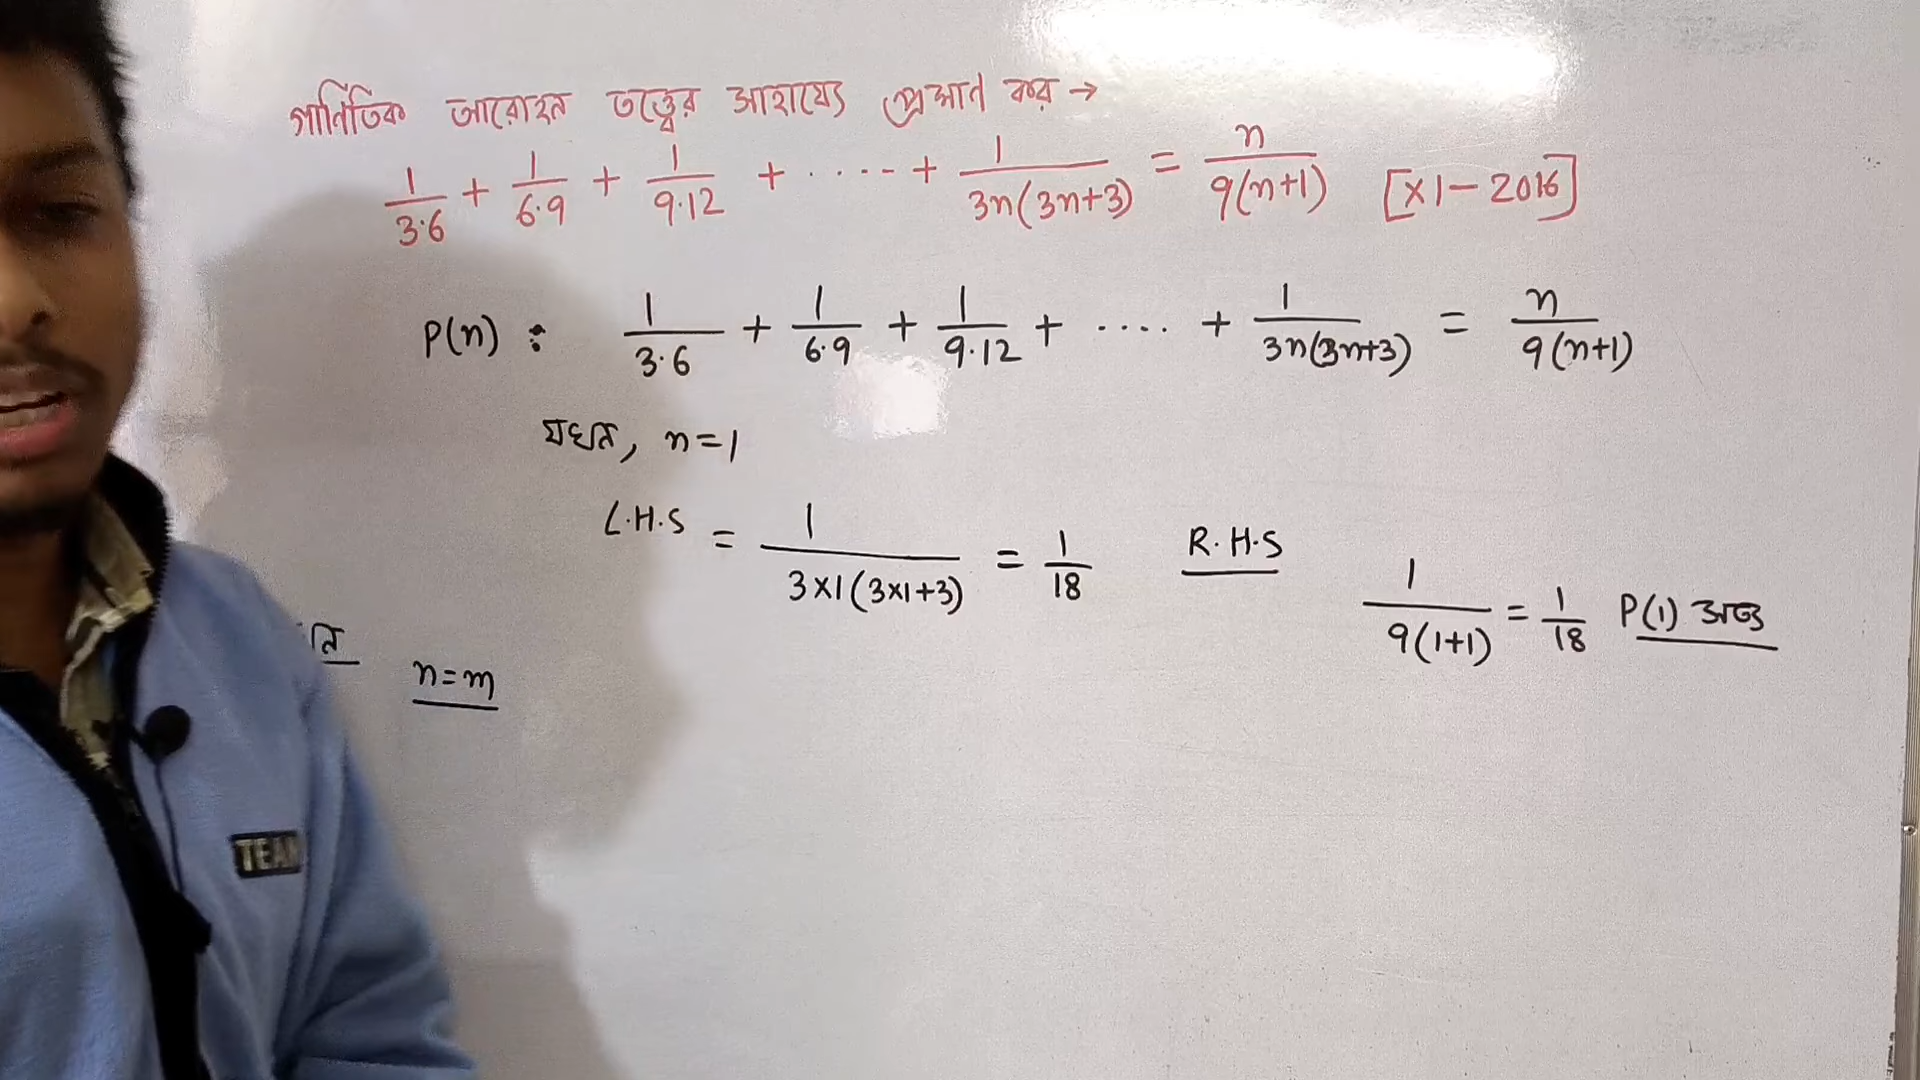 গাণিতিক আরোহন তত্ত্বের সাহায্যে প্রমাণ কর →
1/3·6 + 1/6·9 + 1/9·12 + ····· + 1/3n(3n+3) = n/9(n+1) [XI-2016]
P(n) : 1/3·6 + 1/6·9 + 1/9·12 + ···· + 1/3n(3n+3) = n/9(n+1)
যখন, n=1
L.H.S = 1/3×1(3×1+3) = 1/18 R.H.S 1/9(1+1) = 1/18 P(1) সত্য
n=m
TEAM